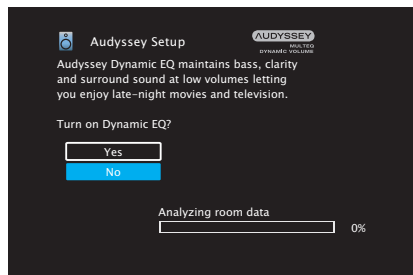 Audyssey Setup
AUDYSSEY
MULTEQ
DYNAMIC VOLUME
Audyssey Dynamic EQ maintains bass, clarity
and surround sound at low volumes letting
you enjoy late-night movies and television.
Turn on Dynamic EQ?
Yes
No
Analyzing room data
0%